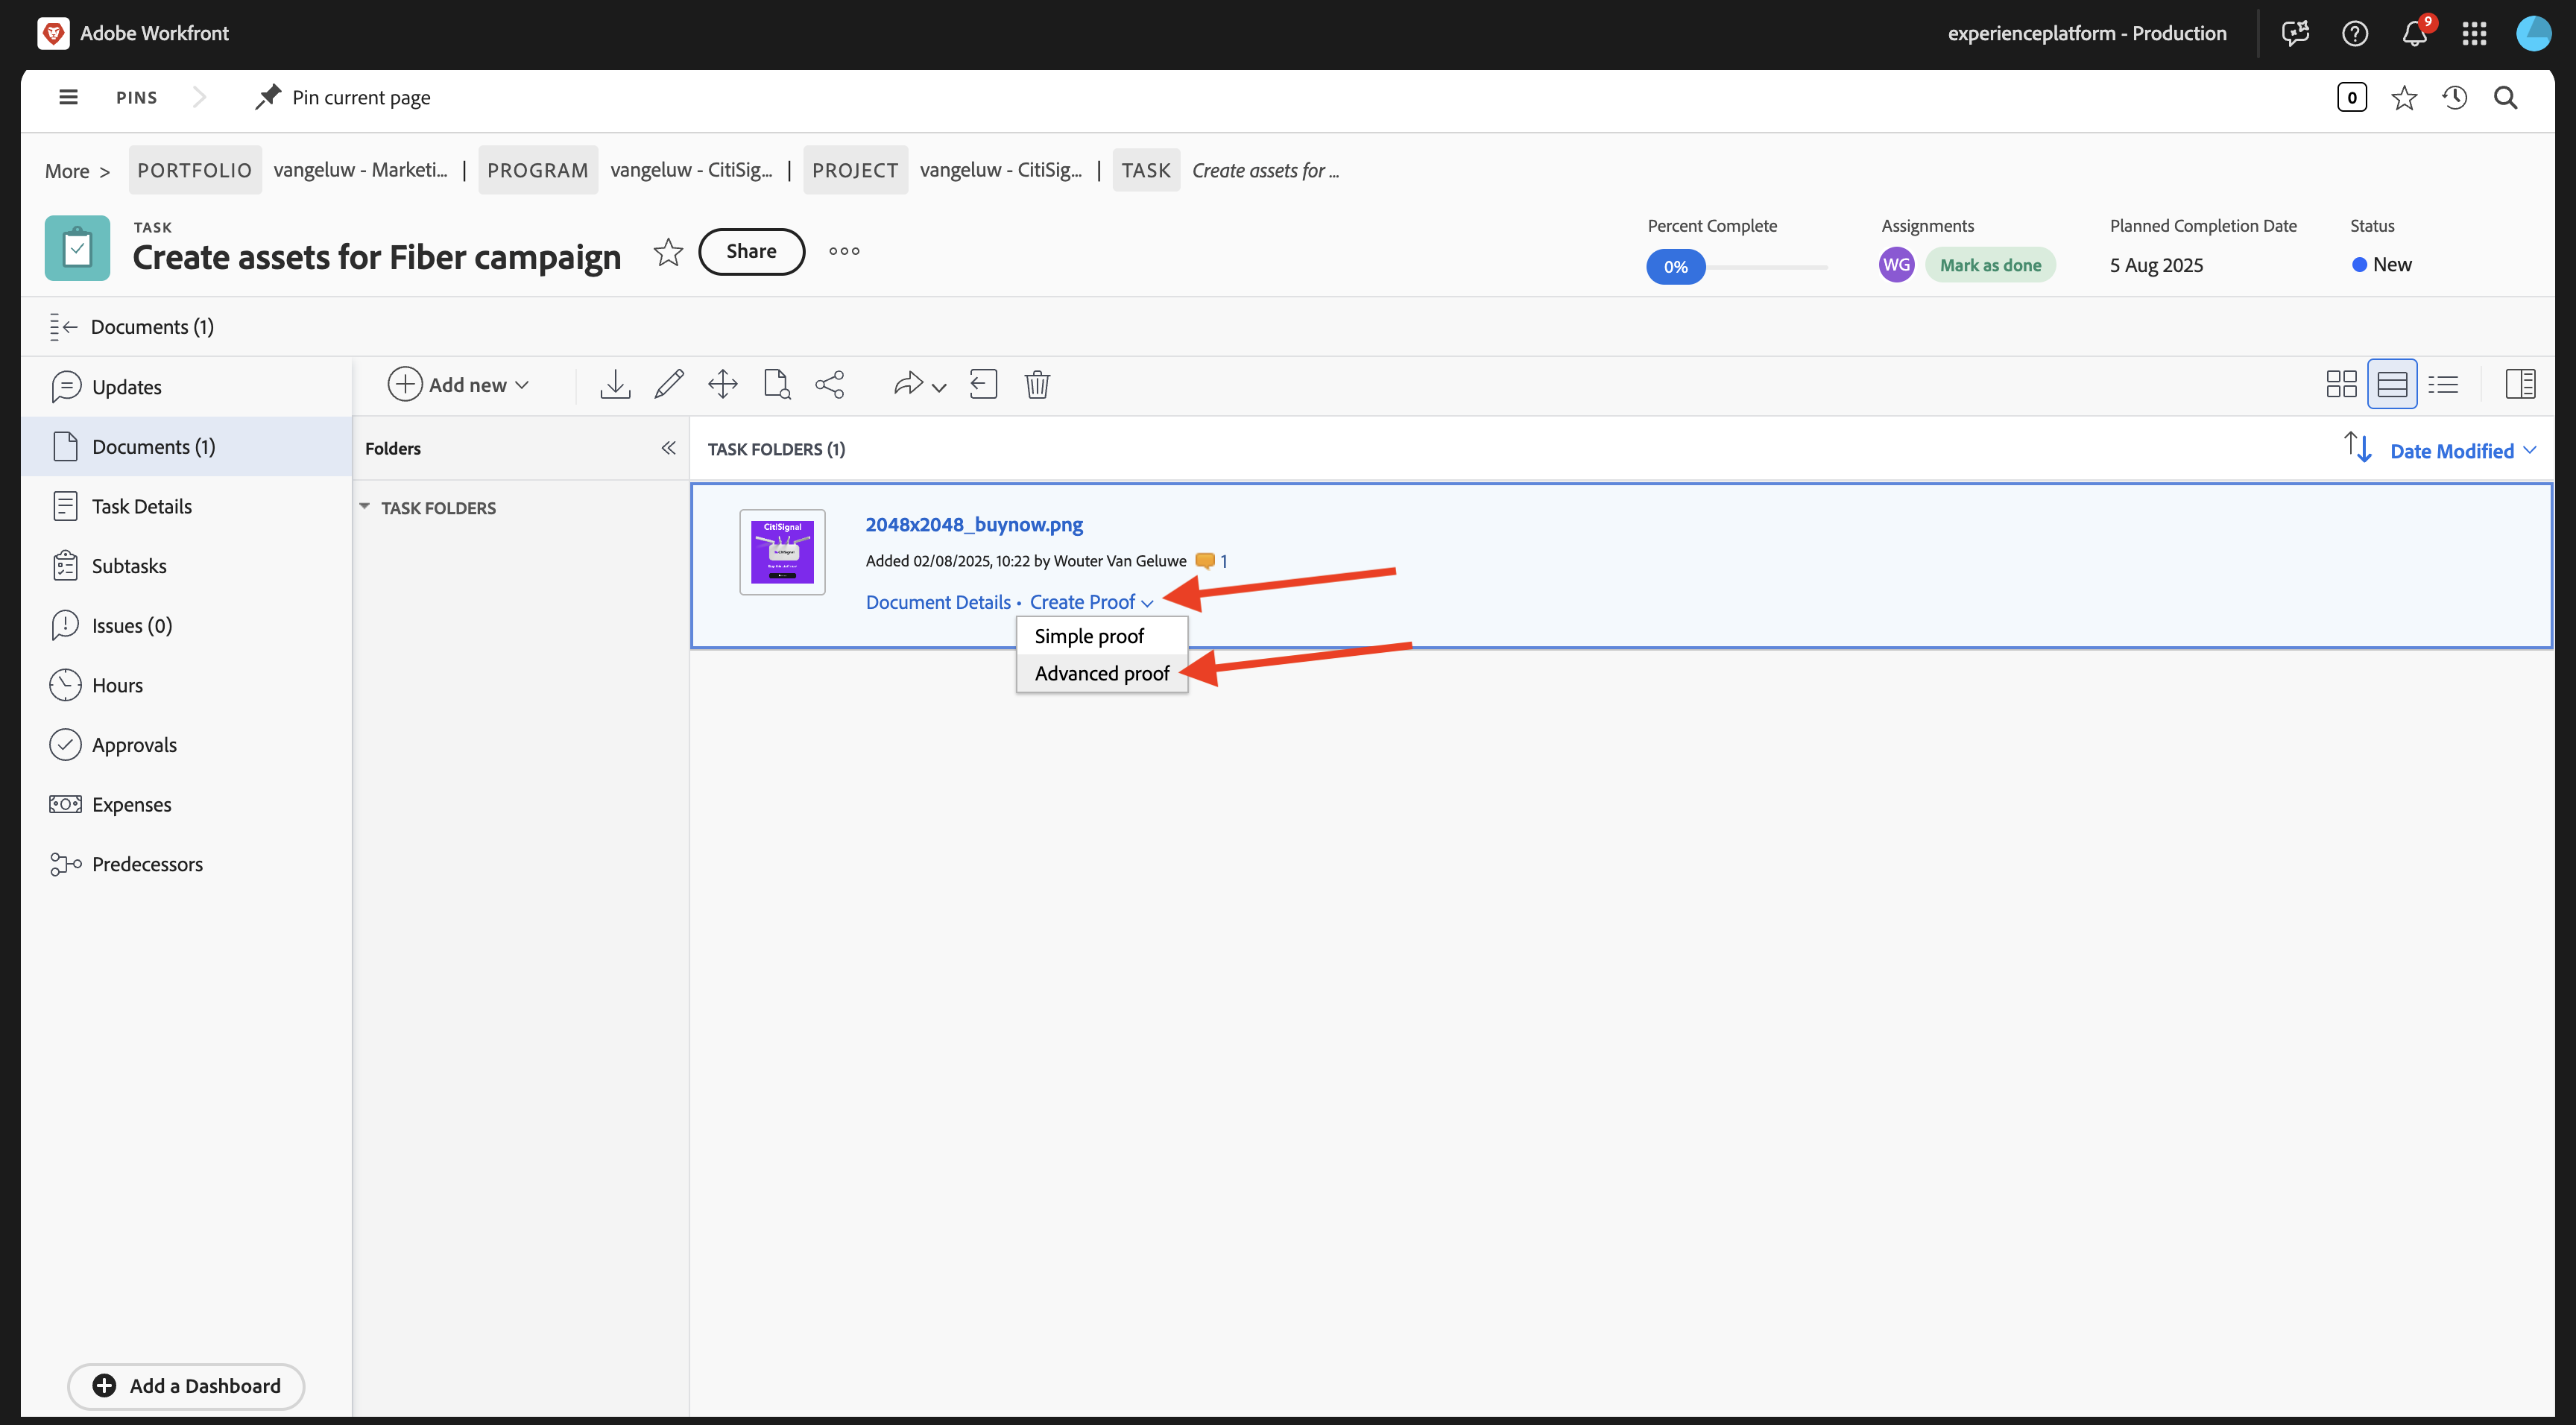 Adobe Workfront
experienceplatform - Production
9
PINS
Pin current page
0
More >
PORTFOLIO
vangeluw - Marketi...
|
PROGRAM
vangeluw - CitiSig...
|
PROJECT
vangeluw - CitiSig...
|
TASK
Create assets for ...
TASK
Create assets for Fiber campaign
Share
Percent Complete
0%
Assignments
WG
Mark as done
Planned Completion Date
5 Aug 2025
Status
New
Documents (1)
Updates
Documents (1)
Task Details
Subtasks
Issues (0)
Hours
Approvals
Expenses
Predecessors
Add a Dashboard
Add new
Folders
TASK FOLDERS
TASK FOLDERS (1)
Date Modified
CitiSignal
2048x2048_buynow.png
Added 02/08/2025, 10:22 by Wouter Van Geluwe
1
Document Details • Create Proof
Simple proof
Advanced proof